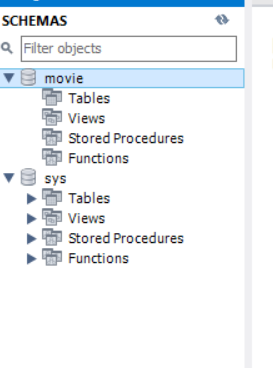 SCHEMAS
Filter objects
movie
Tables
Views
Stored Procedures
Functions
sys
Tables
Views
Stored Procedures
Functions